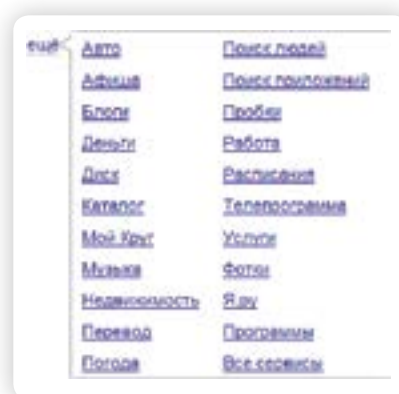 ещё
Авто
Афиша
Блоги
Деньги
Диск
Каталог
Мой Круг
Музыка
Недвижимость
Перевод
Погода
Поиск людей
Поиск приложений
Пробки
Работа
Расписания
Телепрограмма
Услуги
Фотки
Я.ру
Программы
Все сервисы